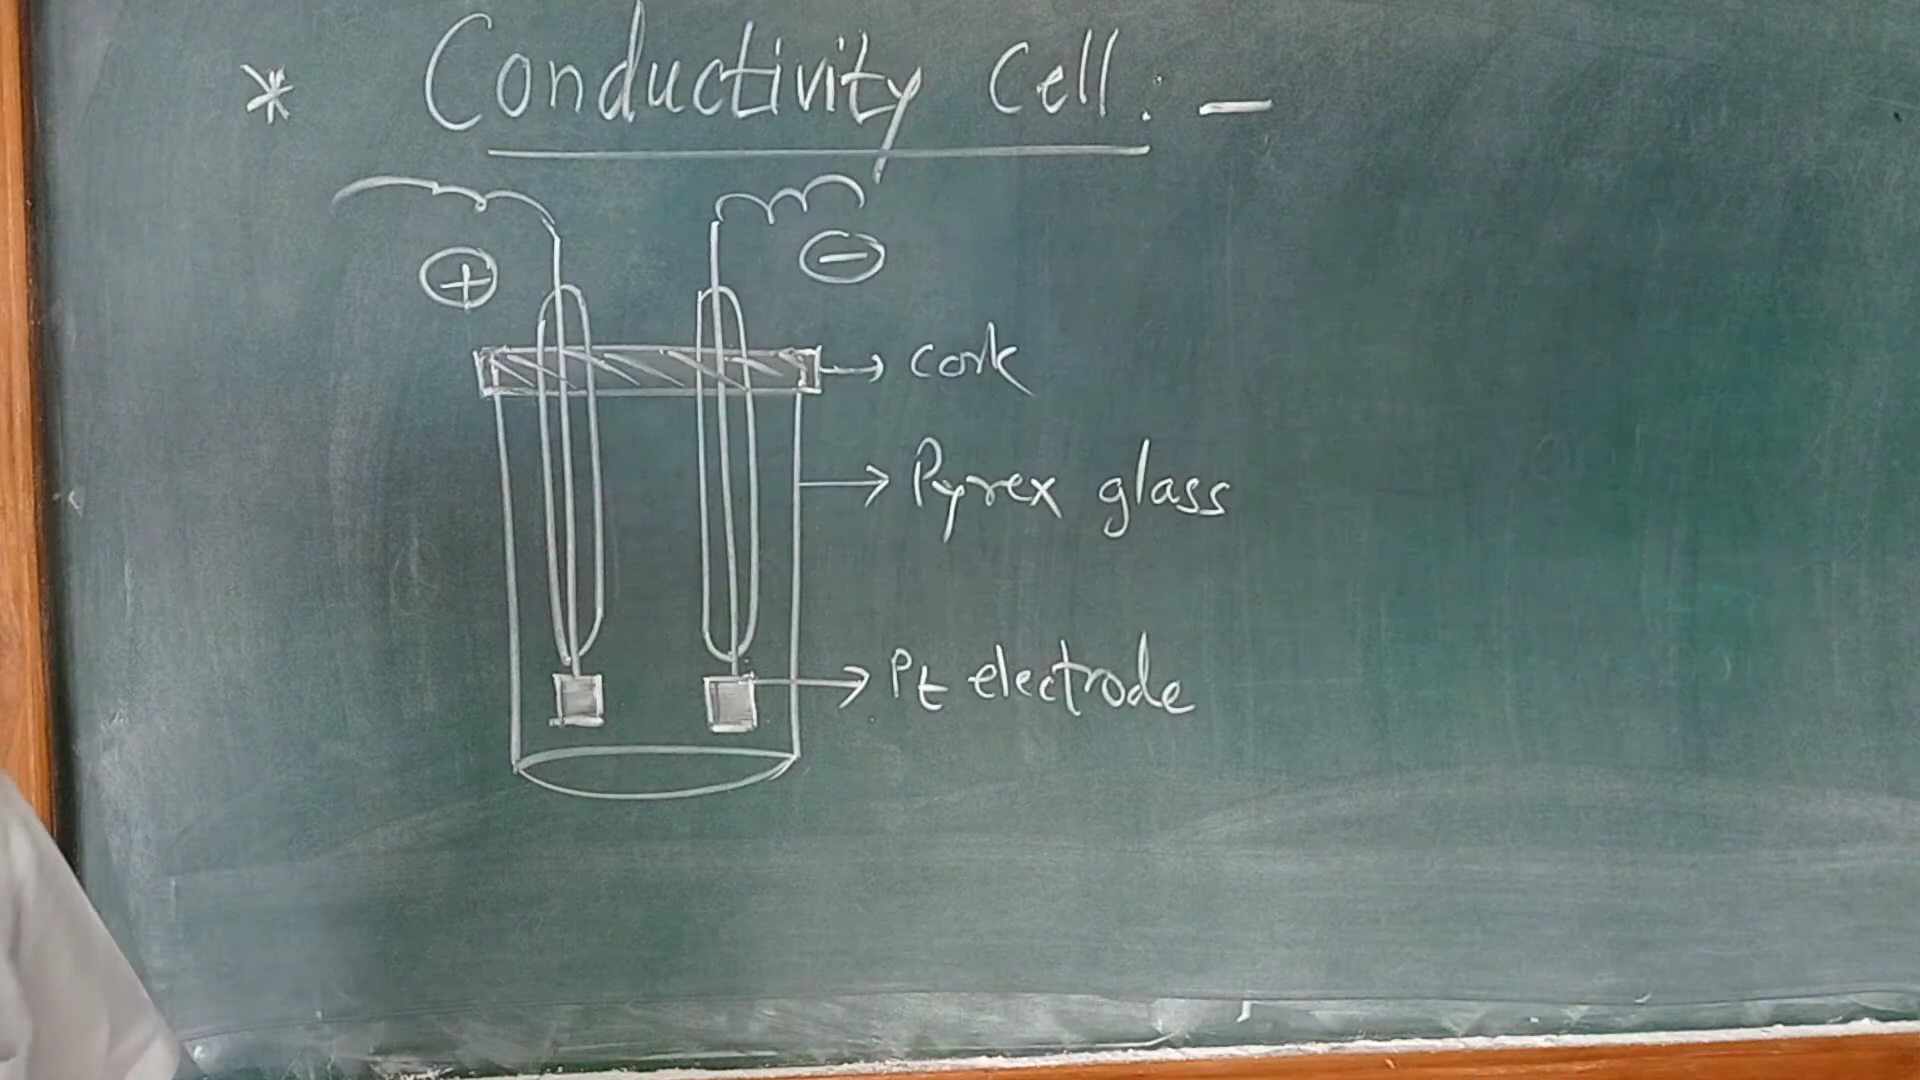 * Conductivity Cell : -
+
-
cork
Pyrex glass
Pt electrode